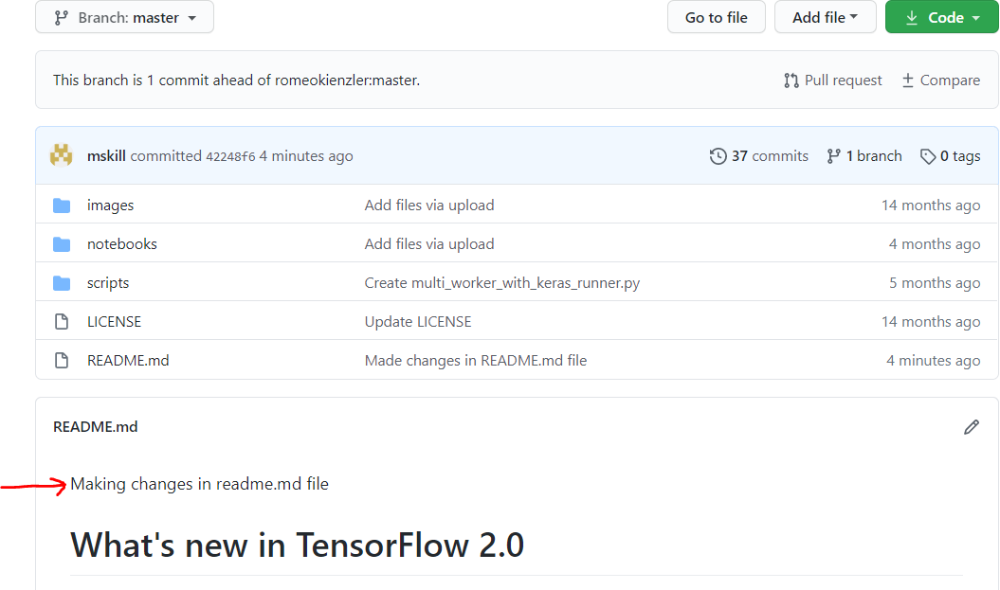 Branch: master
Go to file
Add file
Code
This branch is 1 commit ahead of romeokienzler:master.
Pull request
Compare
mskill committed 42248f6 4 minutes ago
37 commits
1 branch
0 tags
images Add files via upload 14 months ago
notebooks Add files via upload 4 months ago
scripts Create multi_worker_with_keras_runner.py 5 months ago
LICENSE Update LICENSE 14 months ago
README.md Made changes in README.md file 4 minutes ago
README.md
Making changes in readme.md file
What's new in TensorFlow 2.0